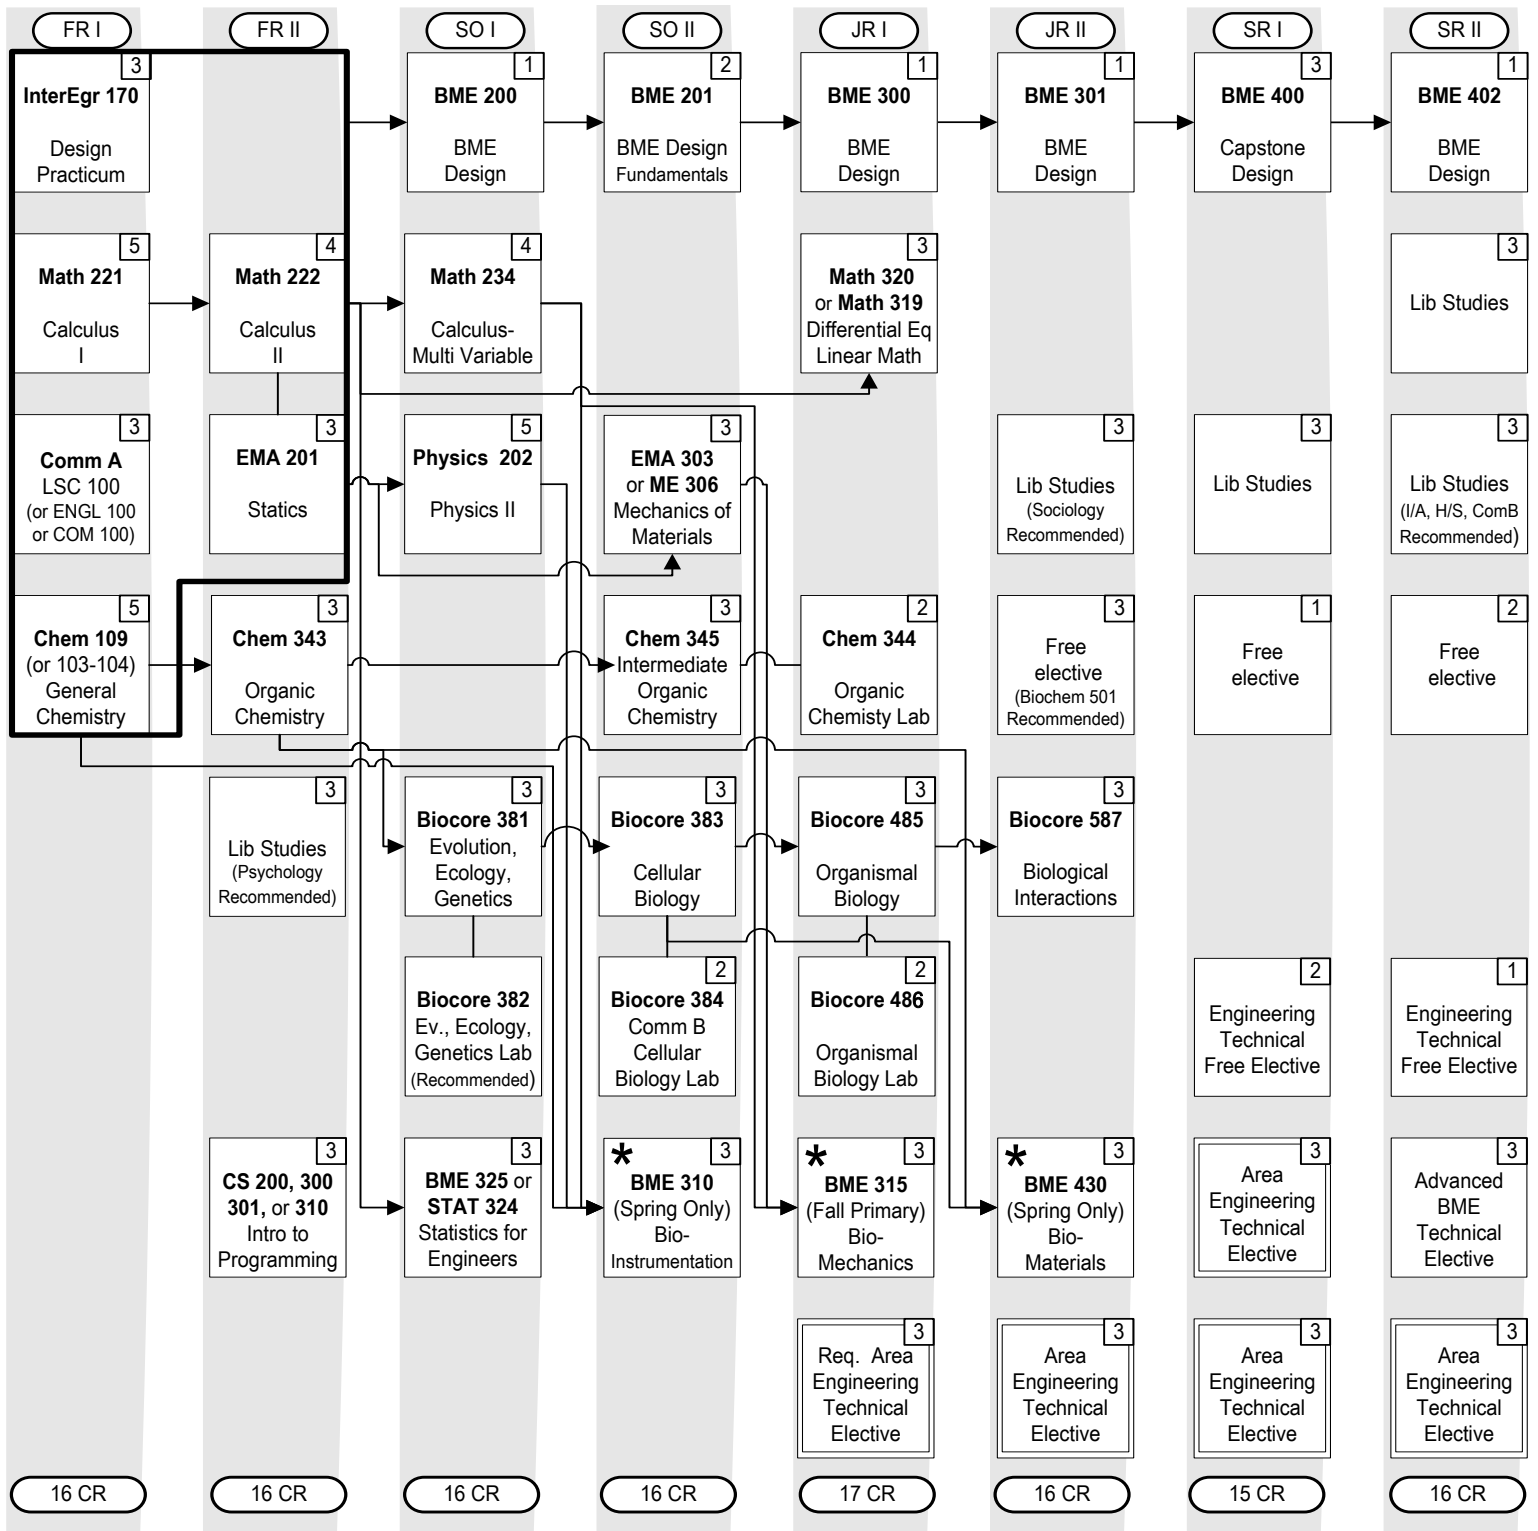 FR I
FR II
SO I
SO II
JR I
JR II
SR I
SR II
3
InterEgr 170
Design
Practicum
1
BME 200
BME
Design
2
BME 201
BME Design
Fundamentals
1
BME 300
BME
Design
1
BME 301
BME
Design
3
BME 400
Capstone
Design
1
BME 402
BME
Design
5
Math 221
Calculus
I
4
Math 222
Calculus
II
4
Math 234
Calculus-
Multi Variable
3
Math 320
or Math 319
Differential Eq
Linear Math
3
Lib Studies
3
Comm A
LSC 100
(or ENGL 100
or COM 100)
3
EMA 201
Statics
5
Physics 202
Physics II
3
EMA 303
or ME 306
Mechanics of
Materials
3
Lib Studies
(Sociology
Recommended)
3
Lib Studies
3
Lib Studies
(I/A, H/S, ComB
Recommended)
5
Chem 109
(or 103-104)
General
Chemistry
3
Chem 343
Organic
Chemistry
3
Chem 345
Intermediate
Organic
Chemistry
2
Chem 344
Organic
Chemisty Lab
3
Free
elective
(Biochem 501
Recommended)
1
Free
elective
2
Free
elective
3
Lib Studies
(Psychology
Recommended)
3
Biocore 381
Evolution,
Ecology,
Genetics
3
Biocore 383
Cellular
Biology
3
Biocore 485
Organismal
Biology
3
Biocore 587
Biological
Interactions
Biocore 382
Ev., Ecology,
Genetics Lab
(Recommended)
2
Biocore 384
Comm B
Cellular
Biology Lab
2
Biocore 486
Organismal
Biology Lab
2
Engineering
Technical
Free Elective
1
Engineering
Technical
Free Elective
3
CS 200, 300
301, or 310
Intro to
Programming
3
BME 325 or
STAT 324
Statistics for
Engineers
* 3
BME 310
(Spring Only)
Bio-
Instrumentation
* 3
BME 315
(Fall Primary)
Bio-
Mechanics
* 3
BME 430
(Spring Only)
Bio-
Materials
3
Area
Engineering
Technical
Elective
3
Advanced
BME
Technical
Elective
3
Req. Area
Engineering
Technical
Elective
3
Area
Engineering
Technical
Elective
3
Area
Engineering
Technical
Elective
3
Area
Engineering
Technical
Elective
16 CR
16 CR
16 CR
16 CR
17 CR
16 CR
15 CR
16 CR